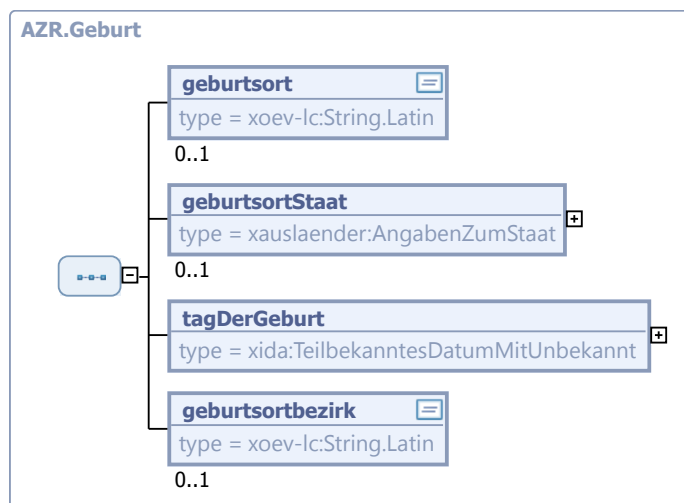 AZR.Geburt
geburtsort
type = xoev-lc:String.Latin
0..1
geburtsortStaat
type = xauslaender:AngabenZumStaat
0..1
tagDerGeburt
type = xida:TeilbekanntesDatumMitUnbekannt
geburtsortbezirk
type = xoev-lc:String.Latin
0..1